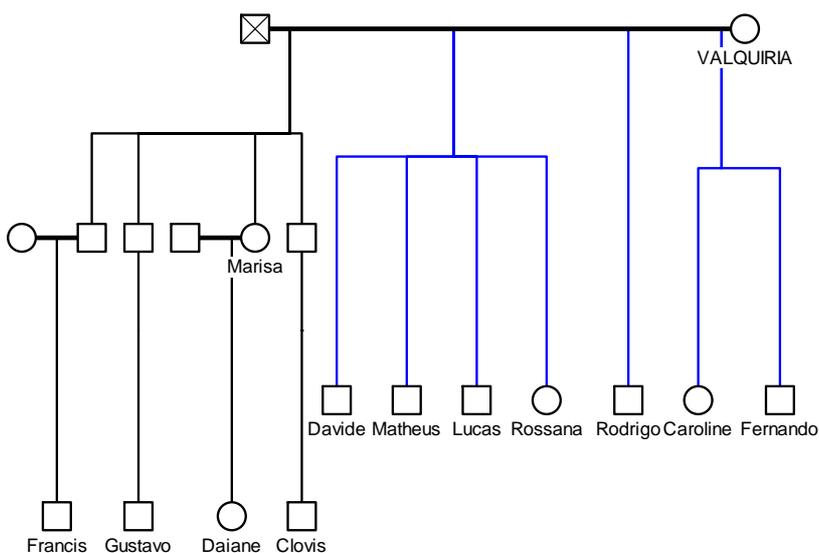 VALQUIRIA
Marisa
Davide Matheus Lucas Rossana Rodrigo Caroline Fernando
Francis Gustavo Daiane Clovis